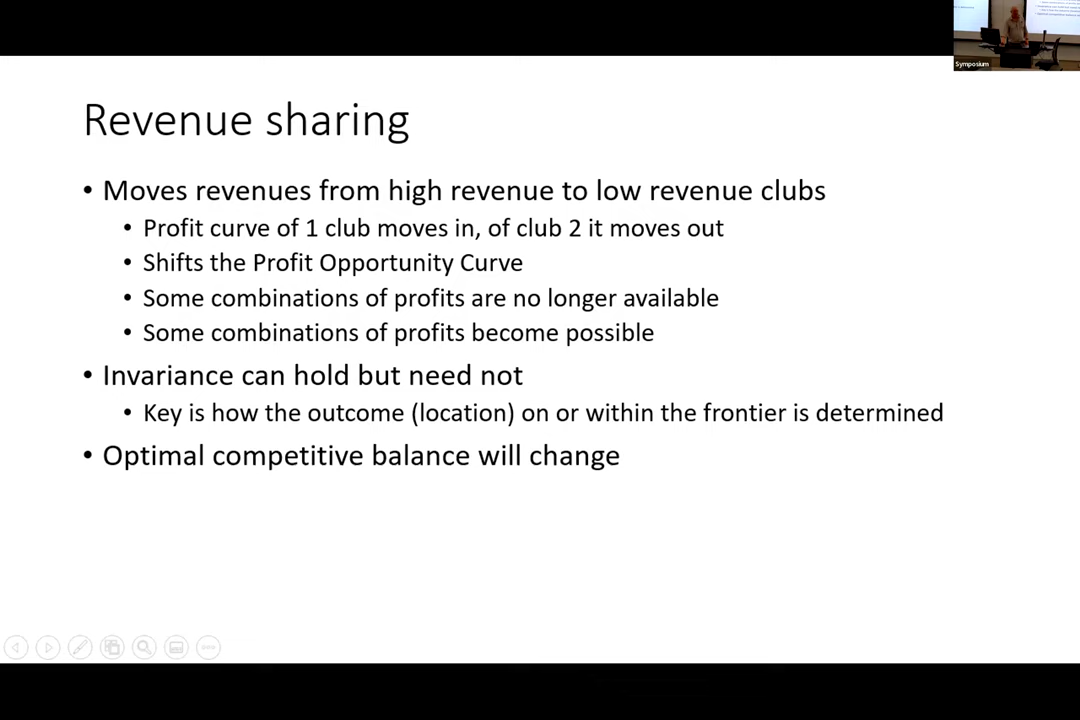 Symposium
Revenue sharing
• Moves revenues from high revenue to low revenue clubs
• Profit curve of 1 club moves in, of club 2 it moves out
• Shifts the Profit Opportunity Curve
• Some combinations of profits are no longer available
• Some combinations of profits become possible
• Invariance can hold but need not
• Key is how the outcome (location) on or within the frontier is determined
• Optimal competitive balance will change